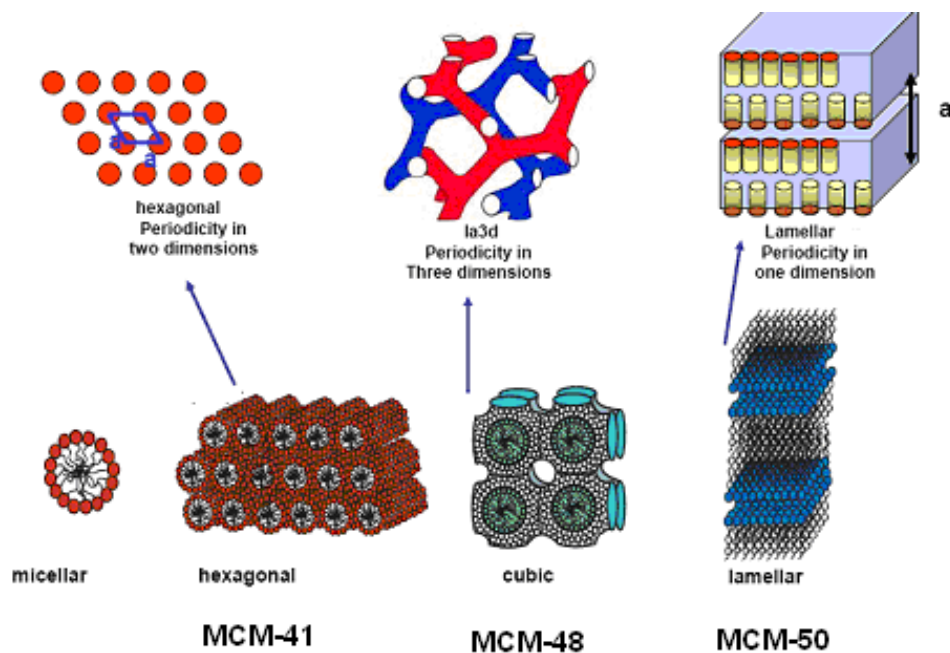 a
a
hexagonal
Periodicity in
two dimensions
Ia3d
Periodicity in
Three dimensions
a
Lamellar
Periodicity in
one dimension
micellar
hexagonal
cubic
lamellar
MCM-41
MCM-48
MCM-50